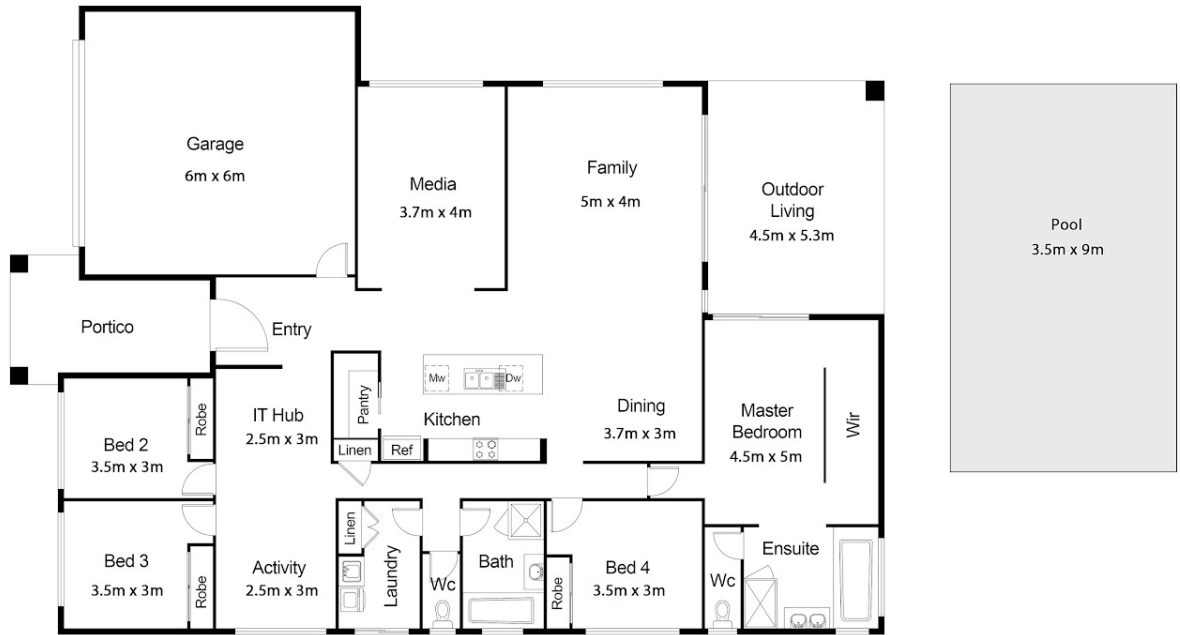 Garage
6m x 6m
Media
3.7m x 4m
Family
5m x 4m
Outdoor
Living
4.5m x 5.3m
Pool
3.5m x 9m
Portico
Entry
Mw
Dw
Pantry
Kitchen
Linen
Ref
Dining
3.7m x 3m
Master
Bedroom
4.5m x 5m
Wir
IT Hub
2.5m x 3m
Bed 2
3.5m x 3m
Robe
Bed 3
3.5m x 3m
Robe
Activity
2.5m x 3m
Linen
Laundry
Wc
Bath
Robe
Bed 4
3.5m x 3m
Wc
Ensuite